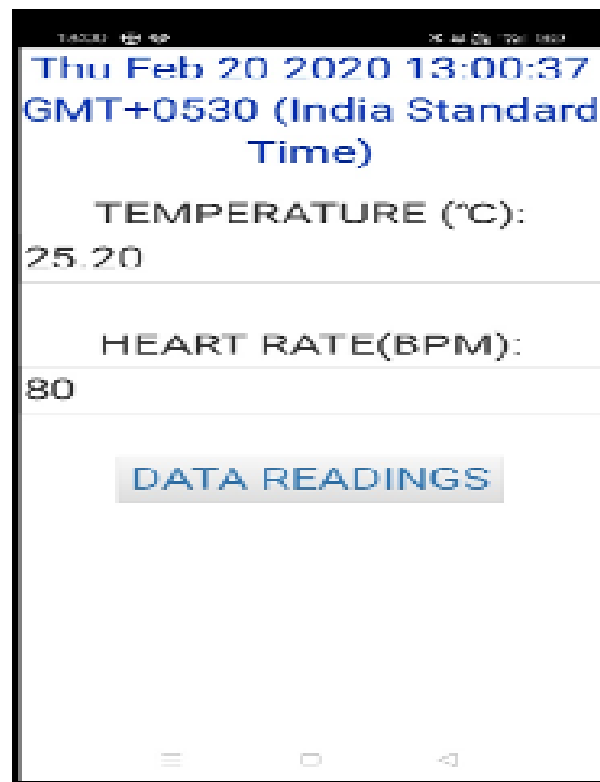 Thu Feb 20 2020 13:00:37
GMT+0530 (India Standard
Time)
TEMPERATURE (°C):
25.20
HEART RATE(BPM):
80
DATA READINGS